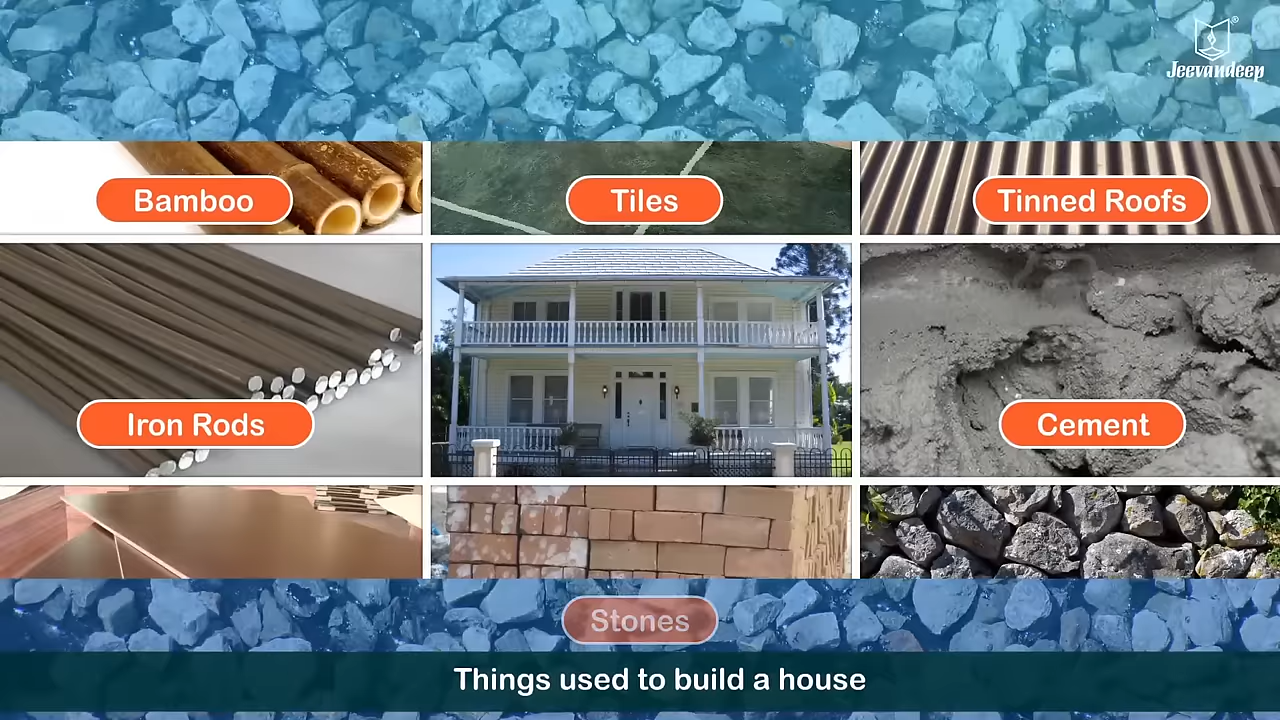 Jeevandeep
Bamboo
Tiles
Tinned Roofs
Iron Rods
Cement
Stones
Things used to build a house